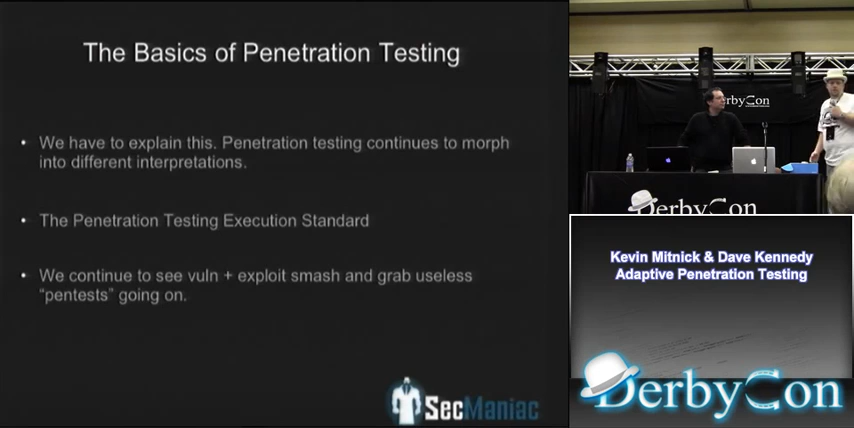 The Basics of Penetration Testing
• We have to explain this. Penetration testing continues to morph
into different interpretations.
• The Penetration Testing Execution Standard
• We continue to see vuln + exploit smash and grab useless
“pentests” going on.
SecManiac
DerbyCon
DerbyCon
Kevin Mitnick & Dave Kennedy
Adaptive Penetration Testing
DerbyCon